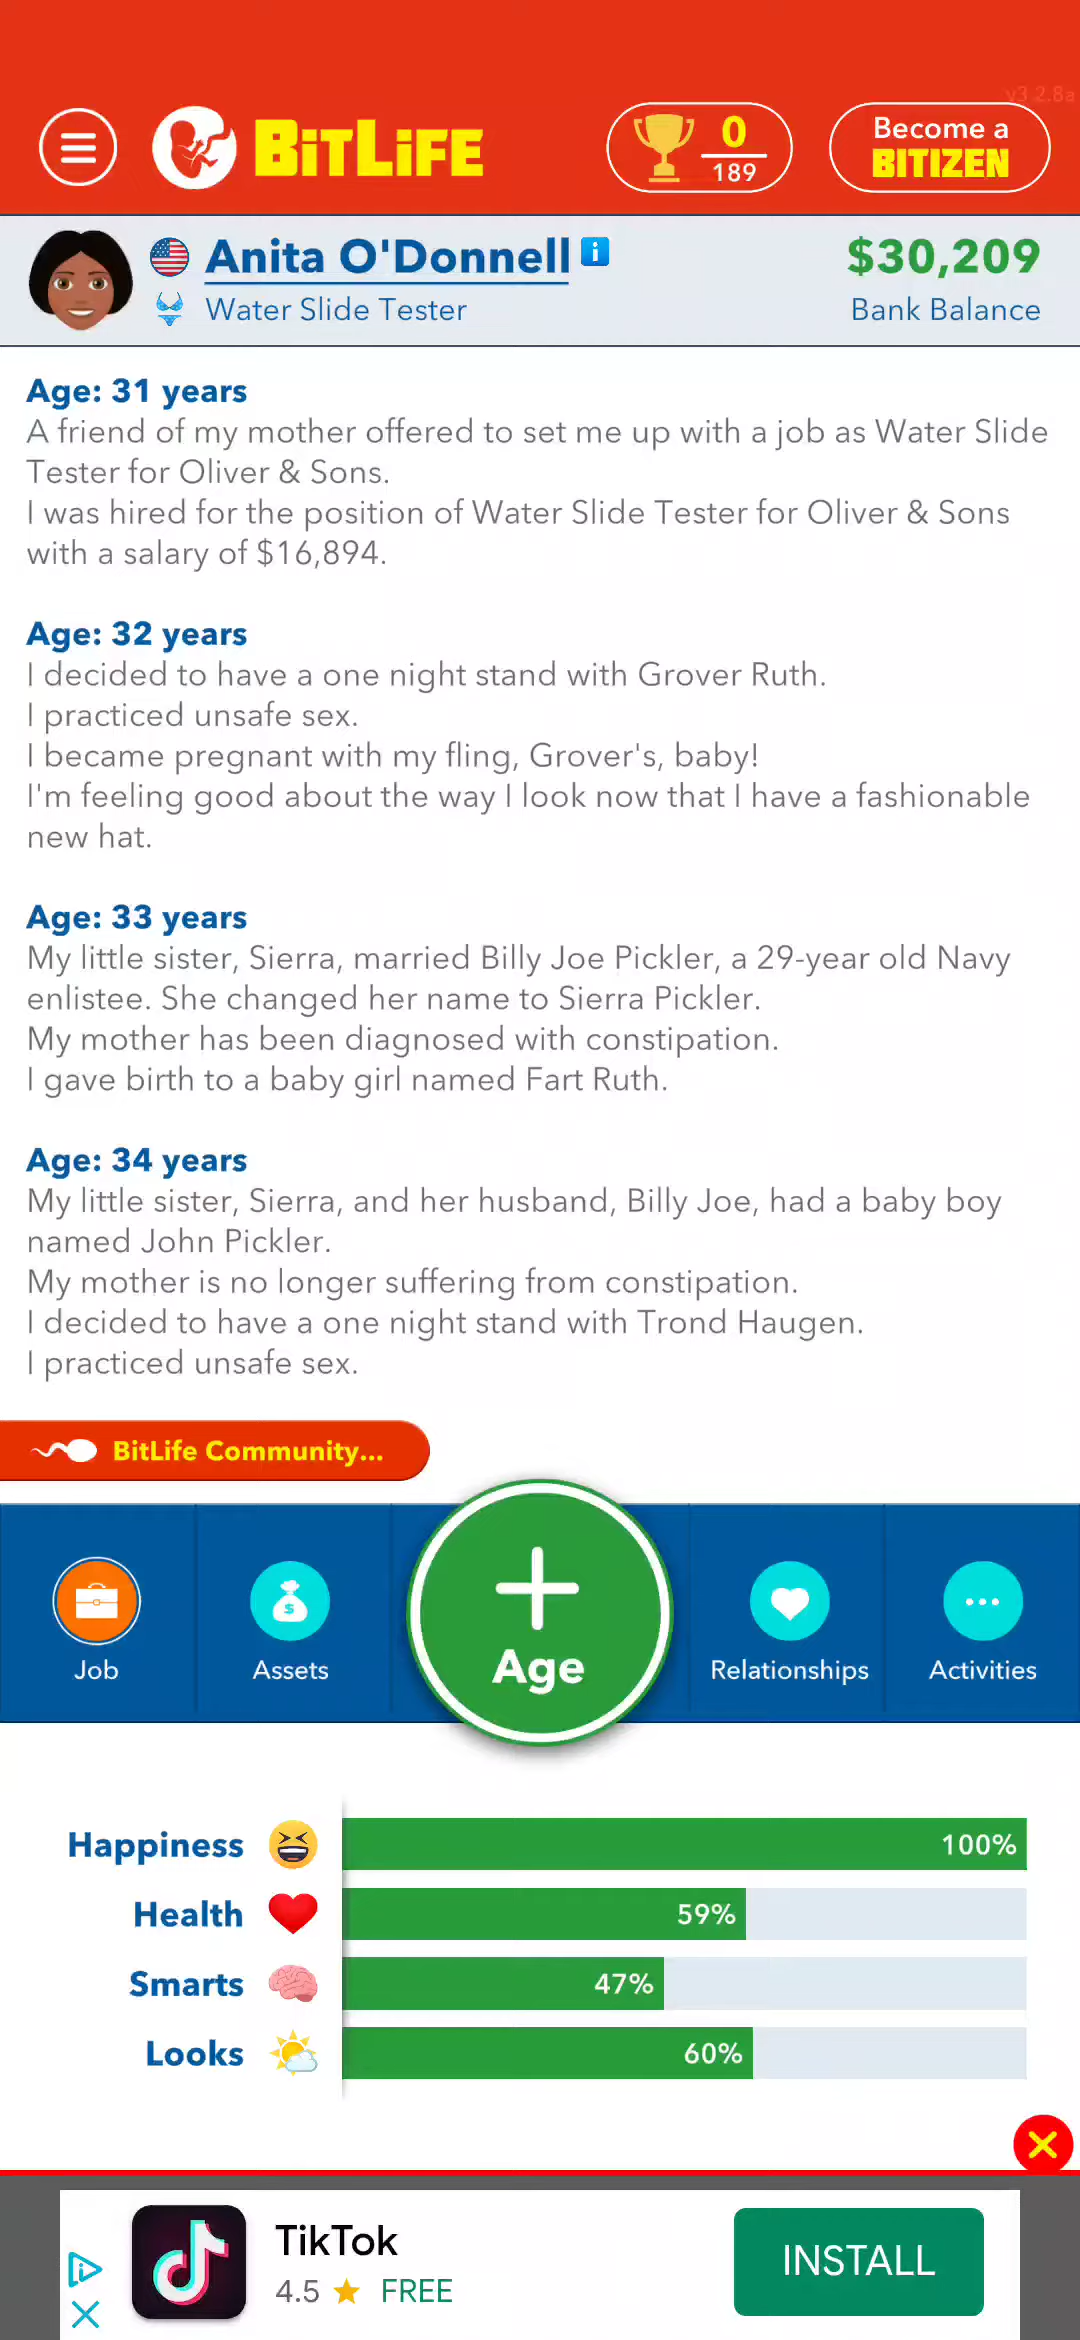 v3.2.8a
BITLIFE
0
189
Become a
BITIZEN
Anita O'Donnell
$30,209
Water Slide Tester
Bank Balance
Age: 31 years
A friend of my mother offered to set me up with a job as Water Slide
Tester for Oliver & Sons.
I was hired for the position of Water Slide Tester for Oliver & Sons
with a salary of $16,894.
Age: 32 years
I decided to have a one night stand with Grover Ruth.
I practiced unsafe sex.
I became pregnant with my fling, Grover's, baby!
I'm feeling good about the way I look now that I have a fashionable
new hat.
Age: 33 years
My little sister, Sierra, married Billy Joe Pickler, a 29-year old Navy
enlistee. She changed her name to Sierra Pickler.
My mother has been diagnosed with constipation.
I gave birth to a baby girl named Fart Ruth.
Age: 34 years
My little sister, Sierra, and her husband, Billy Joe, had a baby boy
named John Pickler.
My mother is no longer suffering from constipation.
I decided to have a one night stand with Trond Haugen.
I practiced unsafe sex.
BitLife Community...
Job
Assets
Age
Relationships
Activities
Happiness
100%
Health
59%
Smarts
47%
Looks
60%
TikTok
4.5 FREE
INSTALL